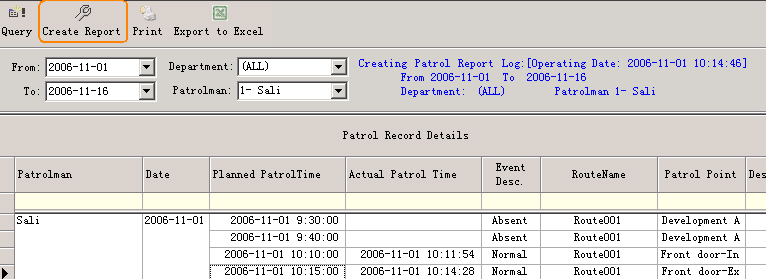 Query Create Report Print Export to Excel
From: 2006-11-01 Department: (ALL) Creating Patrol Report Log:[Operating Date: 2006-11-01 10:14:46]
From 2006-11-01 To 2006-11-16
To: 2006-11-16 Patrolman: 1- Sali Department: (ALL) Patrolman 1- Sali
Patrol Record Details
Patrolman Date Planned PatrolTime Actual Patrol Time Event Desc. RouteName Patrol Point Des
Sali 2006-11-01 2006-11-01 9:30:00 Absent Route001 Development A
2006-11-01 9:40:00 Absent Route001 Development A
2006-11-01 10:10:00 2006-11-01 10:11:54 Normal Route001 Front door-In
2006-11-01 10:15:00 2006-11-01 10:14:28 Normal Route001 Front door-Ex